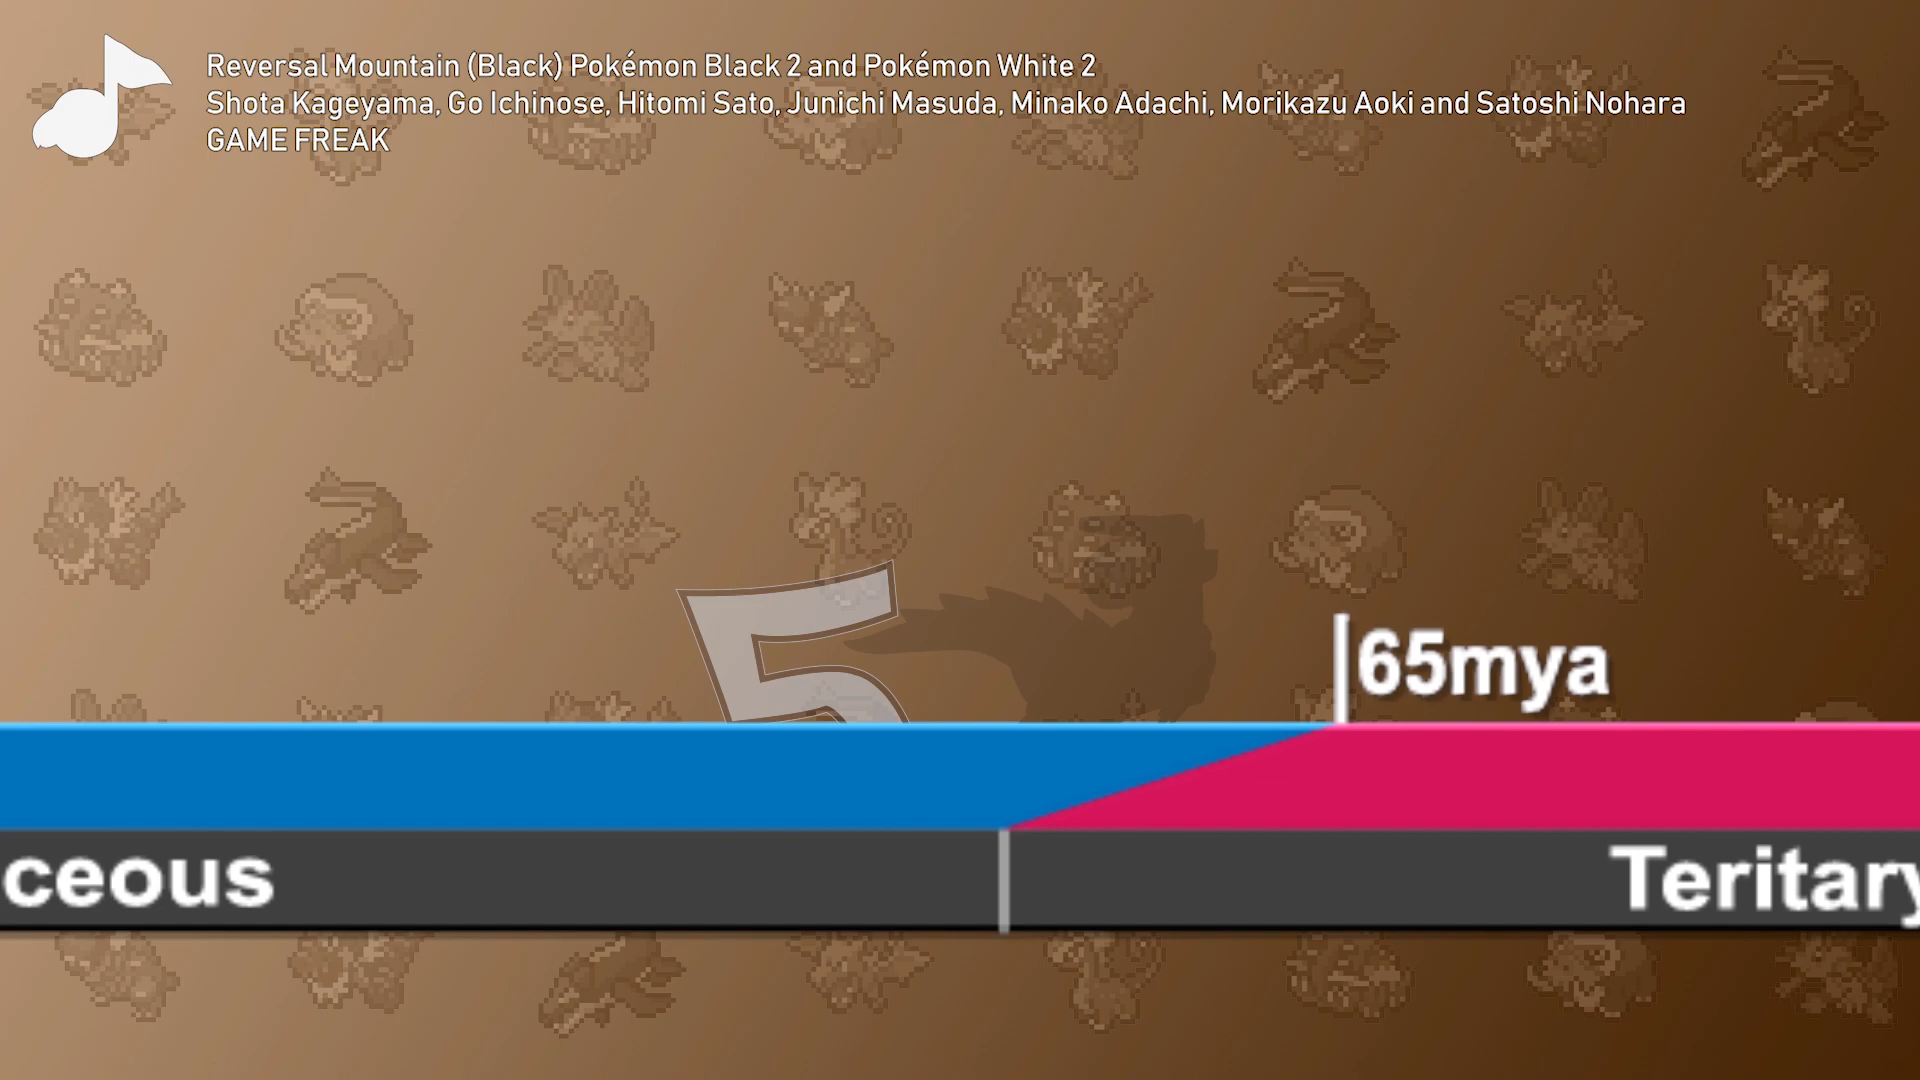 Reversal Mountain (Black) Pokémon Black 2 and Pokémon White 2
Shota Kageyama, Go Ichinose, Hitomi Sato, Junichi Masuda, Minako Adachi, Morikazu Aoki and Satoshi Nohara
GAME FREAK
5
65mya
ceous
Teritary